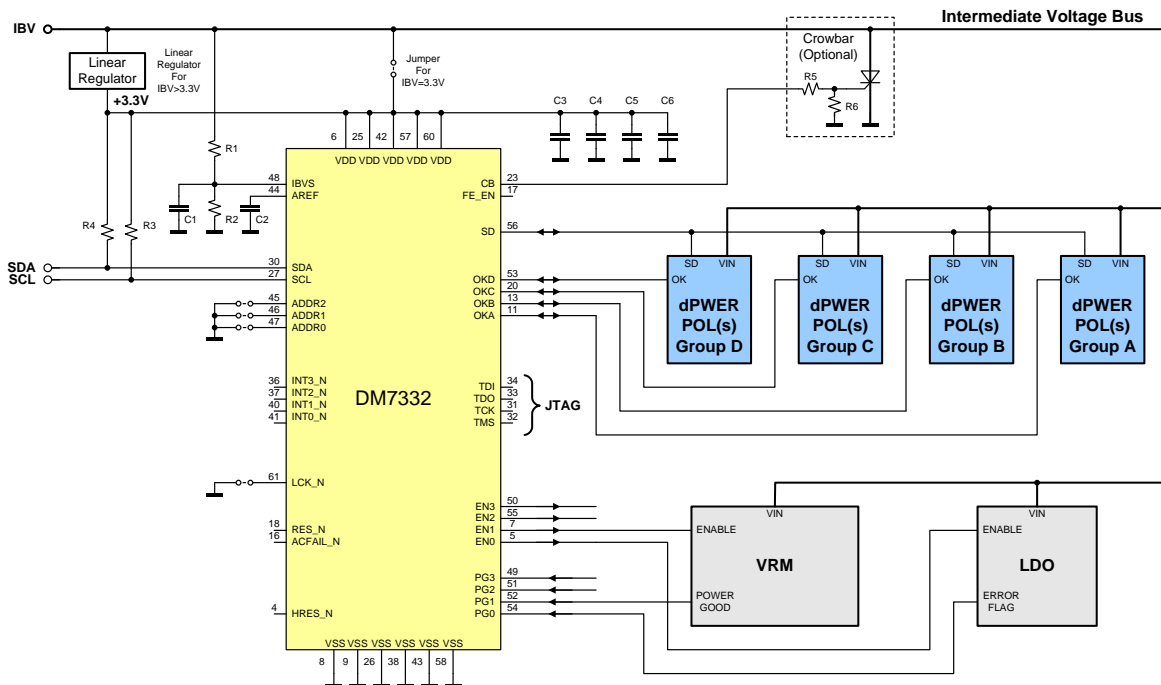 IBV
Intermediate Voltage Bus
Linear
Regulator
+3.3V
Linear
Regulator
For
IBV>3.3V
Jumper
For
IBV=3.3V
Crowbar
(Optional)
R5
R6
C3
C4
C5
C6
6
25
42
57
60
VDD
VDD
VDD
VDD
VDD
R1
R2
C1
C2
R4
R3
SDA
SCL
DM7332
48
IBVS
44
AREF
30
SDA
27
SCL
45
ADDR2
46
ADDR1
47
ADDR0
36
INT3_N
37
INT2_N
40
INT1_N
41
INT0_N
61
LCK_N
18
RES_N
16
ACFAIL_N
4
HRES_N
VSS
VSS
VSS
VSS
VSS
VSS
8
9
26
38
43
58
CB
23
FE_EN
17
SD
56
OKD
53
OKC
20
OKB
13
OKA
11
TDI
34
TDO
33
TCK
31
TMS
32
JTAG
EN3
50
EN2
55
EN1
7
EN0
5
PG3
49
PG2
51
PG1
52
PG0
54
SD
VIN
OK
dPWER
POL(s)
Group D
SD
VIN
OK
dPWER
POL(s)
Group C
SD
VIN
OK
dPWER
POL(s)
Group B
SD
VIN
OK
dPWER
POL(s)
Group A
VIN
ENABLE
VRM
POWER
GOOD
VIN
ENABLE
LDO
ERROR
FLAG